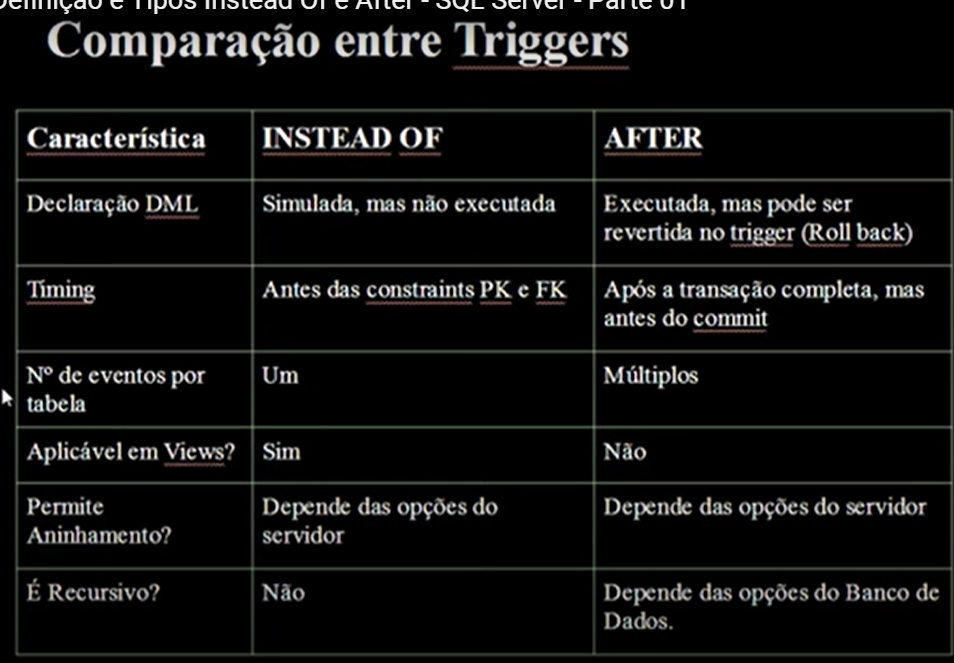 Definição e Tipos Instead Of e After - SQL Server - Parte 01
Comparação entre Triggers
Característica INSTEAD OF AFTER
Declaração DML Simulada, mas não executada Executada, mas pode ser
revertida no trigger (Roll back)
Timing Antes das constraints PK e FK Após a transação completa, mas
antes do commit
Nº de eventos por Um Múltiplos
tabela
Aplicável em Views? Sim Não
Permite Depende das opções do Depende das opções do servidor
Aninhamento? servidor
É Recursivo? Não Depende das opções do Banco de
Dados.